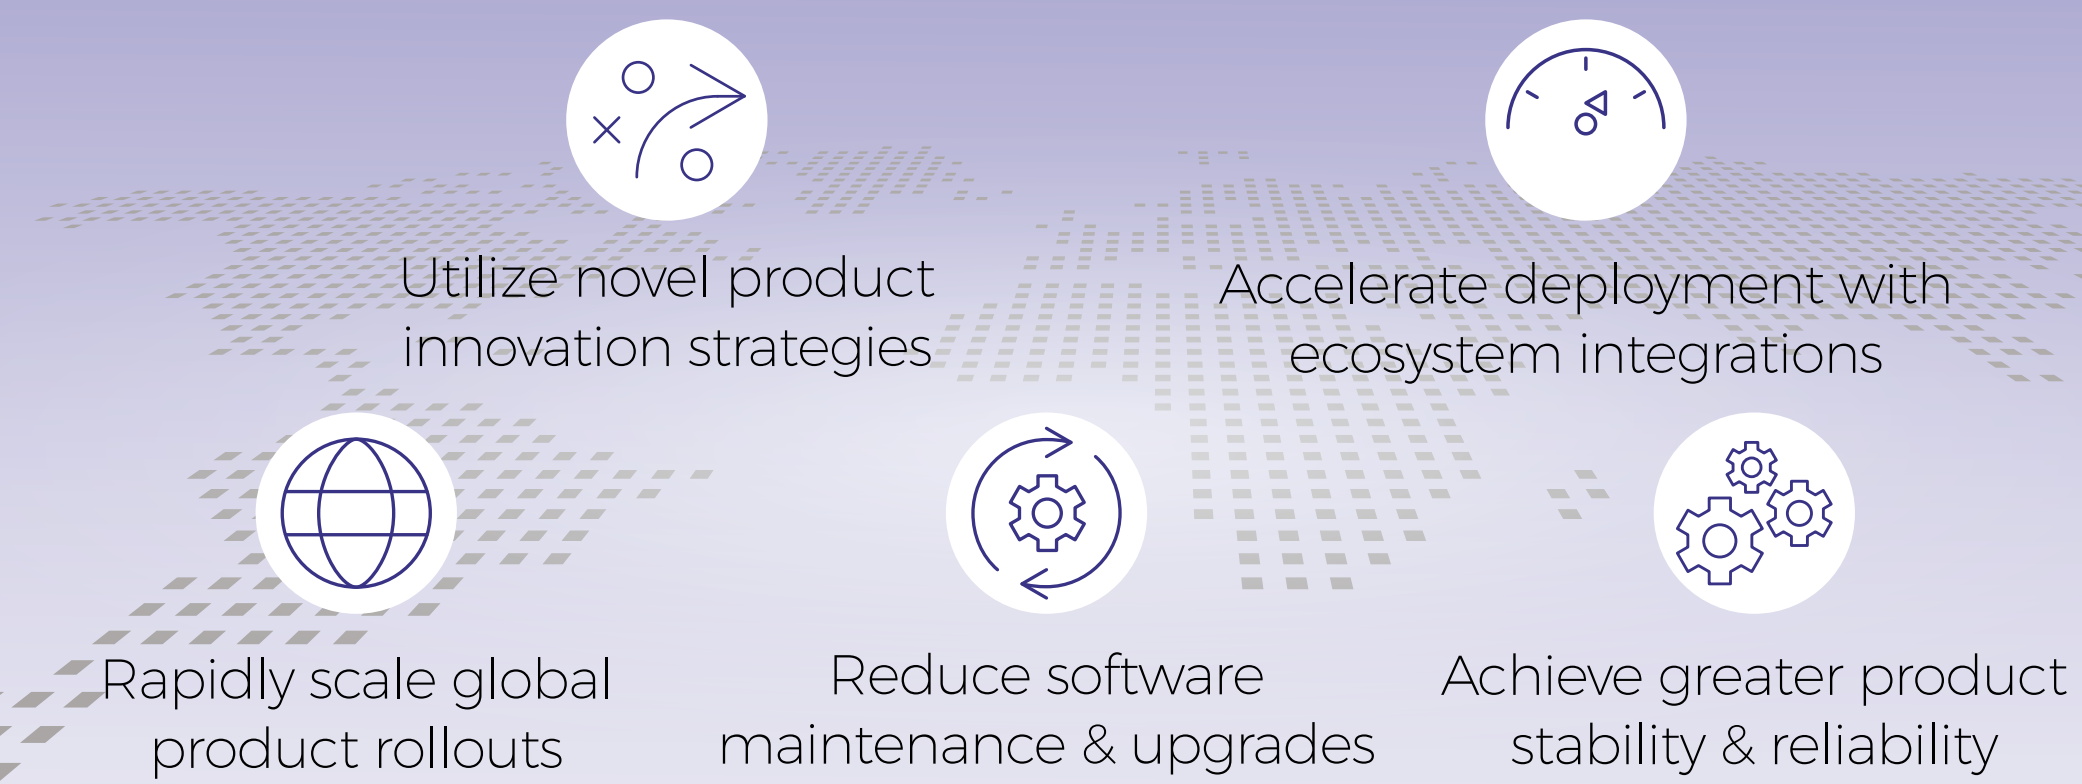 Utilize novel product
innovation strategies
Accelerate deployment with
ecosystem integrations
Rapidly scale global
product rollouts
Reduce software
maintenance & upgrades
Achieve greater product
stability & reliability